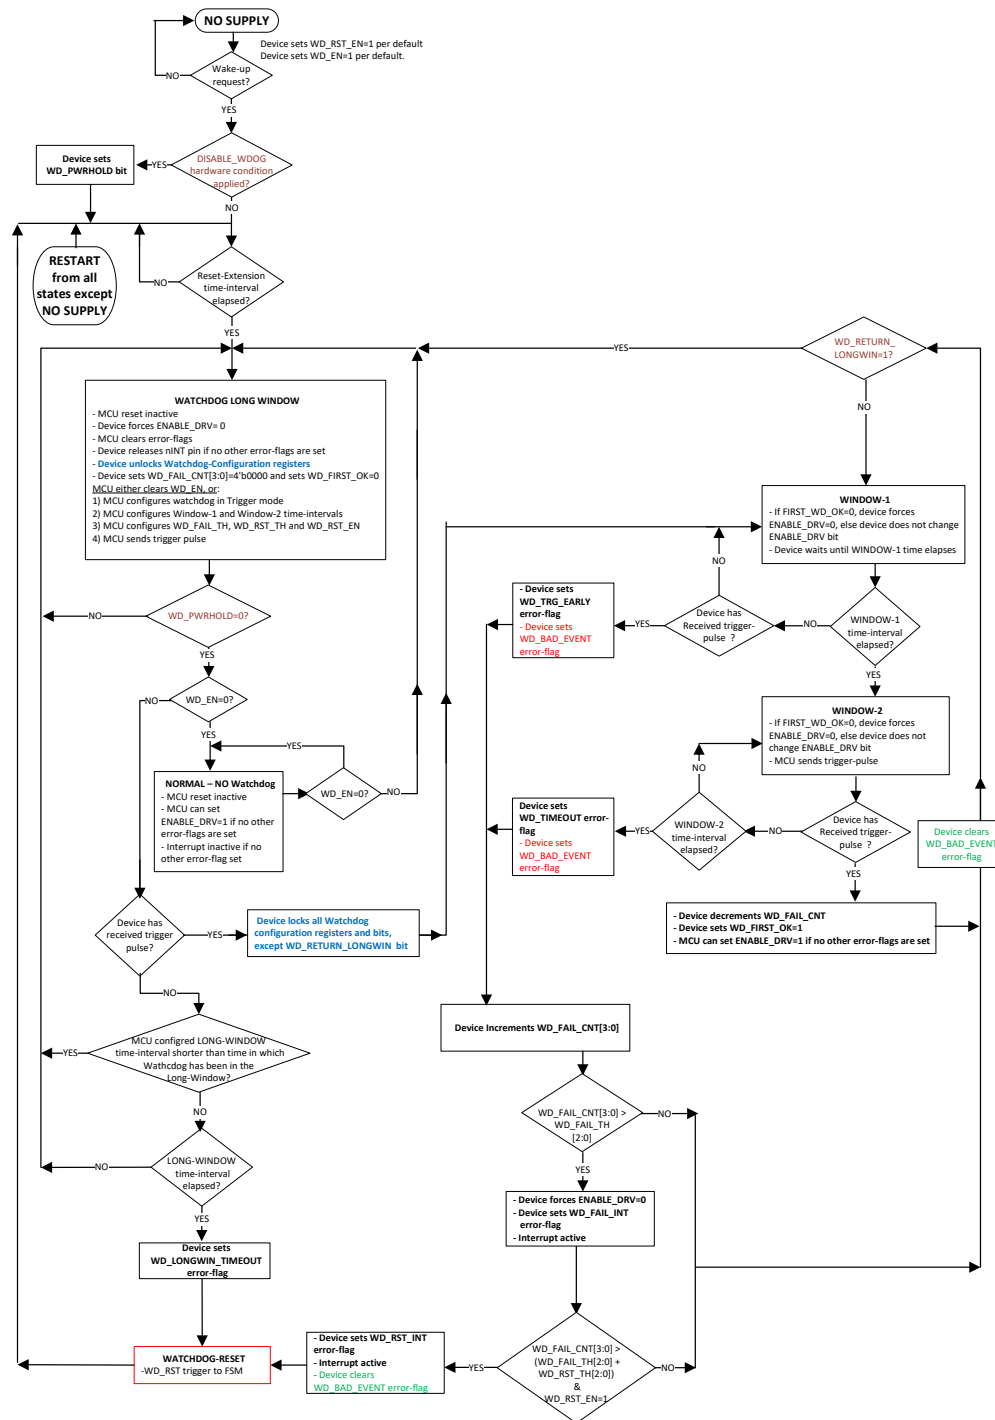 NO SUPPLY
Device sets WD_RST_EN=1 per default
Device sets WD_EN=1 per default.
NO
Wake-up
request?
YES
Device sets
WD_PWRHOLD bit
YES
DISABLE_WDOG
hardware condition
applied?
NO
RESTART
from all
states except
NO SUPPLY
NO
Reset-Extension
time-interval
elapsed?
YES
YES
WD_RETURN_
LONGWIN=1?
NO
WATCHDOG LONG WINDOW
- MCU reset inactive
- Device forces ENABLE_DRV= 0
- MCU clears error-flags
- Device releases nINT pin if no other error-flags are set
- Device unlocks Watchdog-Configuration registers
- Device sets WD_FAIL_CNT[3:0]=4'b0000 and sets WD_FIRST_OK=0
MCU either clears WD_EN, or:
1) MCU configures watchdog in Trigger mode
2) MCU configures Window-1 and Window-2 time-intervals
3) MCU configures WD_FAIL_TH, WD_RST_TH and WD_RST_EN
4) MCU sends trigger pulse
WINDOW-1
- If FIRST_WD_OK=0, device forces
ENABLE_DRV=0, else device does not change
ENABLE_DRV bit
- Device waits until WINDOW-1 time elapses
NO
- Device sets
WD_TRG_EARLY
error-flag
- Device sets
WD_BAD_EVENT
error-flag
YES
Device has
Received trigger-
pulse  ?
NO
WINDOW-1
time-interval
elapsed?
YES
NO
WD_PWRHOLD=0?
YES
NO
WD_EN=0?
YES
YES
WINDOW-2
- If FIRST_WD_OK=0, device forces
ENABLE_DRV=0, else device does not
change ENABLE_DRV bit
- MCU sends trigger-pulse
NO
NORMAL – NO Watchdog
- MCU reset inactive
- MCU can set
ENABLE_DRV=1 if no other
error-flags are set
- Interrupt inactive if no
other error-flag set
WD_EN=0?
NO
Device sets
WD_TIMEOUT error-
flag
- Device sets
WD_BAD_EVENT
error-flag
YES
WINDOW-2
time-interval
elapsed?
NO
Device has
Received trigger-
pulse  ?
YES
Device clears
WD_BAD_EVENT
error-flag
Device has
received trigger
pulse?
YES
Device locks all Watchdog
configuration registers and bits,
except WD_RETURN_LONGWIN  bit
- Device decrements WD_FAIL_CNT
- Device sets WD_FIRST_OK=1
- MCU can set ENABLE_DRV=1 if no other error-flags are set
NO
Device Increments WD_FAIL_CNT[3:0]
YES
MCU configred LONG-WINDOW
time-interval shorter than time in which
Wathcdog has been in the
Long-Window?
NO
WD_FAIL_CNT[3:0] >
WD_FAIL_TH
[2:0]
NO
YES
NO
LONG-WINDOW
time-interval
elapsed?
YES
- Device forces ENABLE_DRV=0
- Device sets WD_FAIL_INT
error-flag
- Interrupt active
Device sets
WD_LONGWIN_TIMEOUT
error-flag
WATCHDOG-RESET
-WD_RST trigger to FSM
- Device sets WD_RST_INT
error-flag
- Interrupt active
- Device clears
WD_BAD_EVENT error-flag
YES
WD_FAIL_CNT[3:0] >
(WD_FAIL_TH[2:0] +
WD_RST_TH[2:0])
&
WD_RST_EN=1
NO